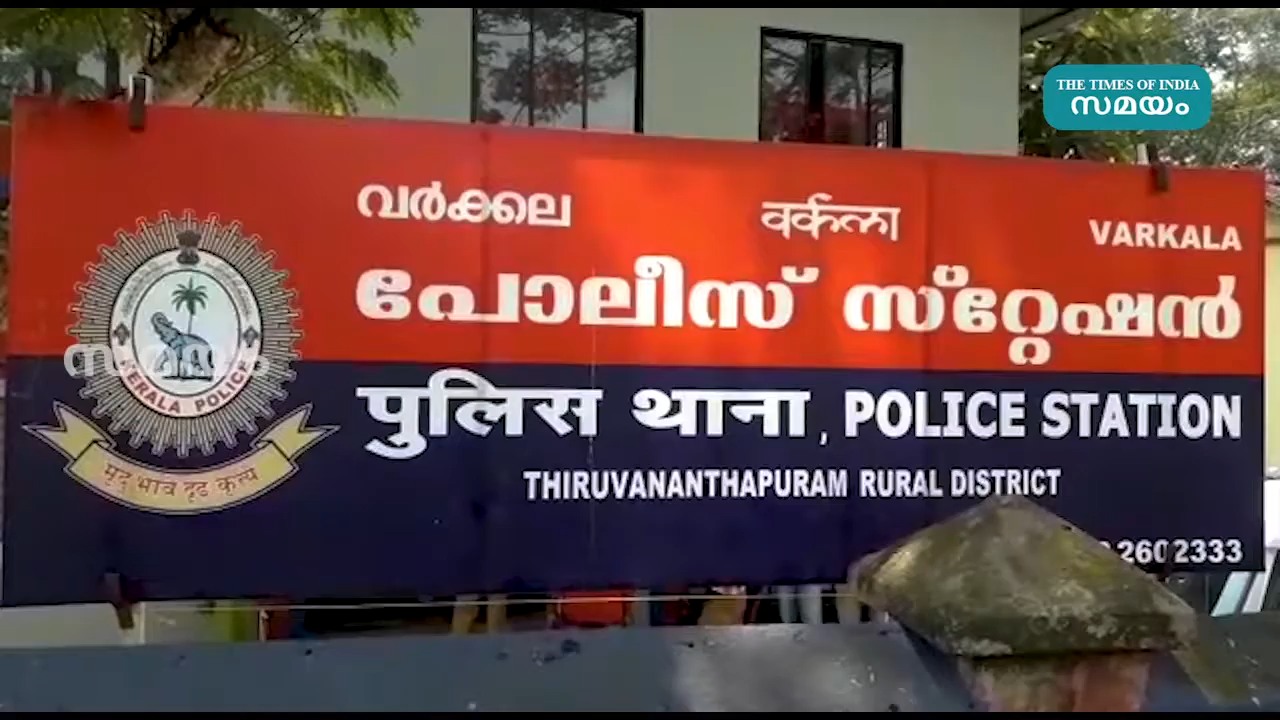 THE TIMES OF INDIA
സമയം
വർക്കല वर्कला VARKALA
പോലീസ് സ്റ്റേഷൻ
पुलिस थाना, POLICE STATION
THIRUVANANTHAPURAM RURAL DISTRICT
2602333
KERALA POLICE
मृदु भावे दृढ कृत्ये
സമയം